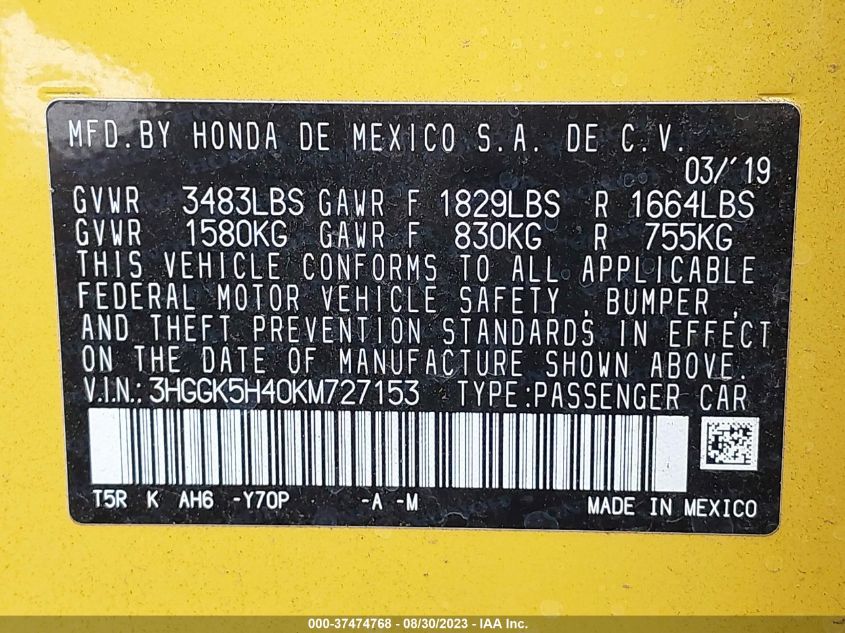 MFD.BY HONDA DE MEXICO S.A. DE C.V.
03/'19
GVWR 3483LBS GAWR F 1829LBS R 1664LBS
GVWR 1580KG GAWR F 830KG R 755KG
THIS VEHICLE CONFORMS TO ALL APPLICABLE
FEDERAL MOTOR VEHICLE SAFETY , BUMPER ,
AND THEFT PREVENTION STANDARDS IN EFFECT
ON THE DATE OF MANUFACTURE SHOWN ABOVE.
V.I.N.: 3HGGK5H40KM727153 TYPE:PASSENGER CAR
T5R K AH6 -Y70P -A -M MADE IN MEXICO
000-37474768 - 08/30/2023 - IAA Inc.